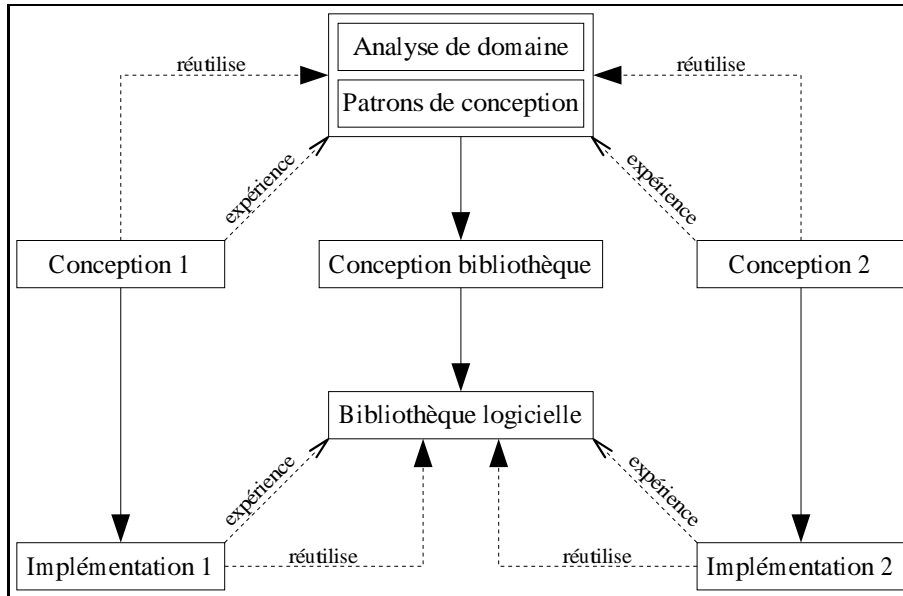 Analyse de domaine
réutilise
réutilise
Patrons de conception
expérience
expérience
Conception 1
Conception bibliothèque
Conception 2
Bibliothèque logicielle
expérience
expérience
Implémentation 1
réutilise
réutilise
Implémentation 2